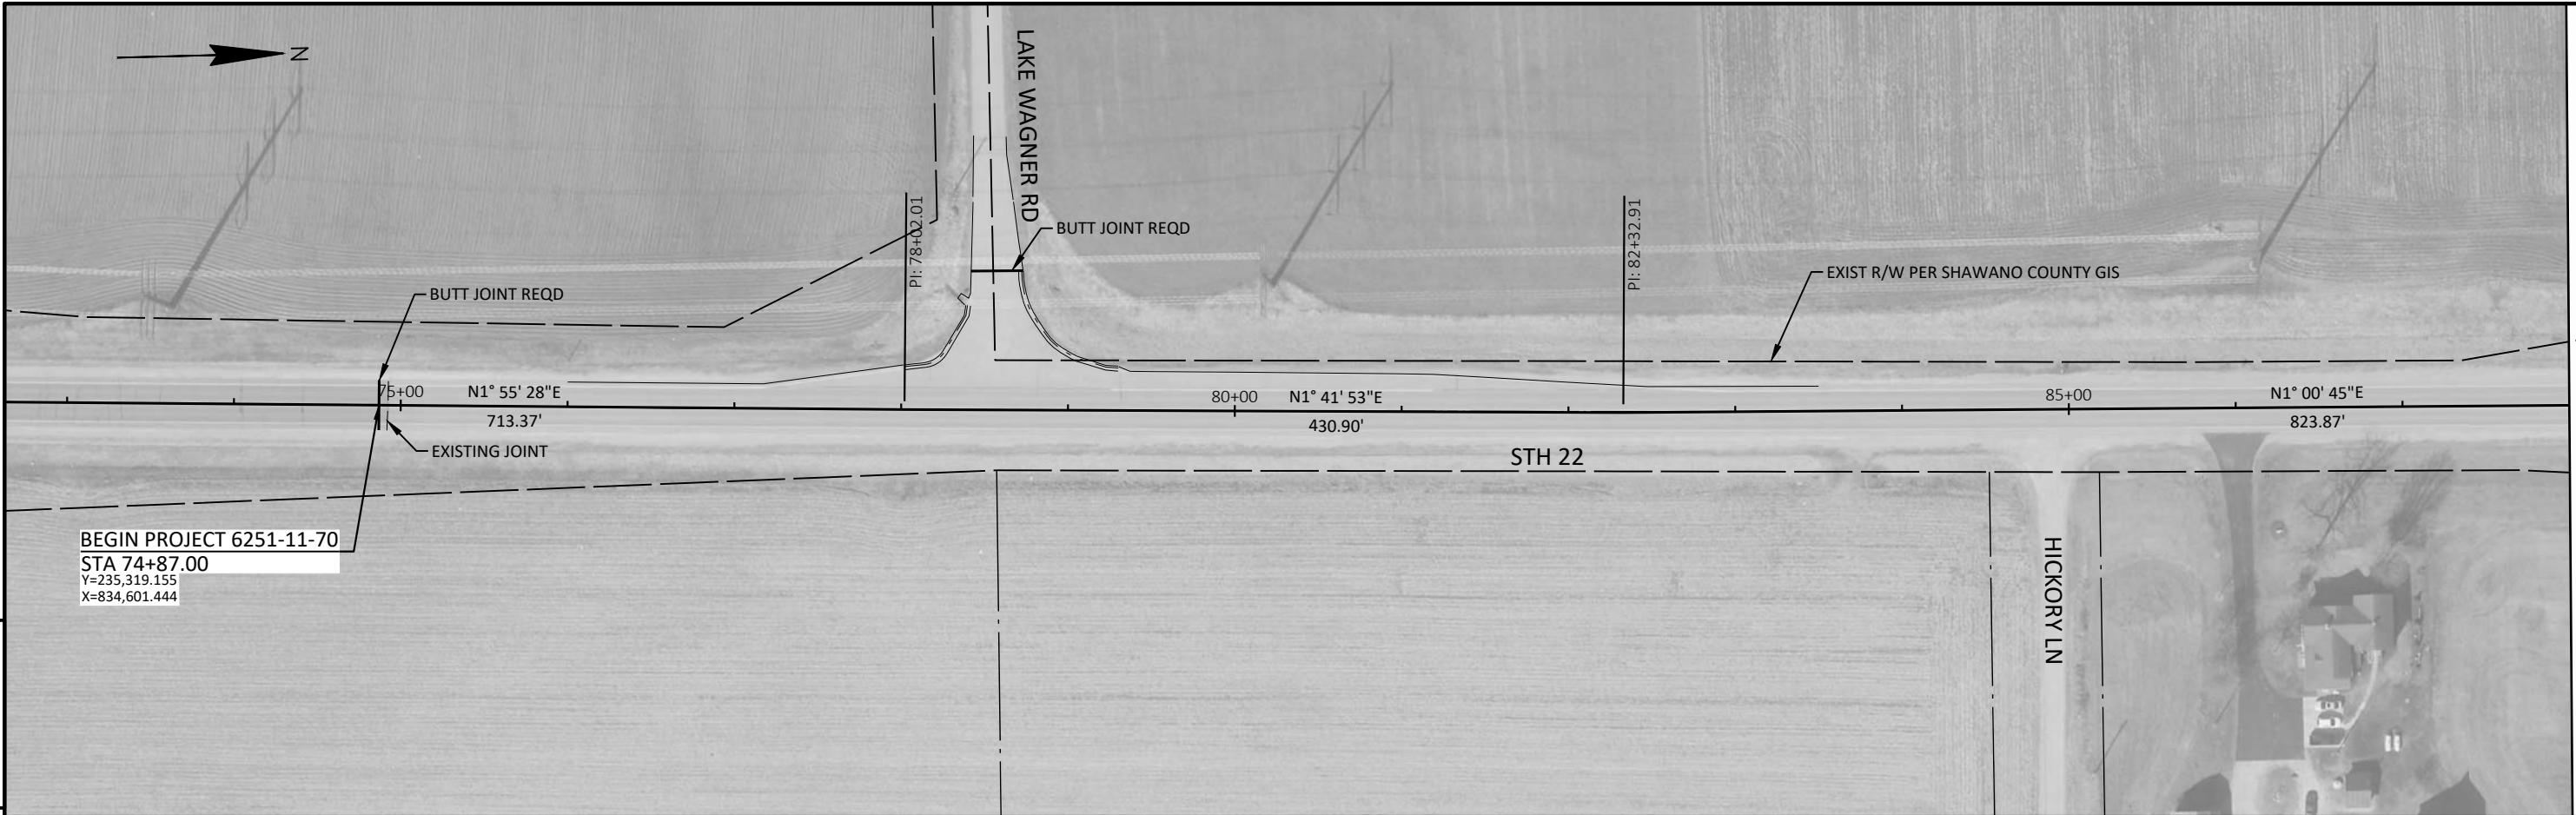 N
LAKE WAGNER RD
PI: 78+02.01
BUTT JOINT REQD
PI: 82+32.91
EXIST R/W PER SHAWANO COUNTY GIS
BUTT JOINT REQD
75+00
N1° 55' 28"E
713.37'
80+00
N1° 41' 53"E
430.90'
85+00
N1° 00' 45"E
823.87'
EXISTING JOINT
STH 22
BEGIN PROJECT 6251-11-70
STA 74+87.00
Y=235,319.155
X=834,601.444
HICKORY LN